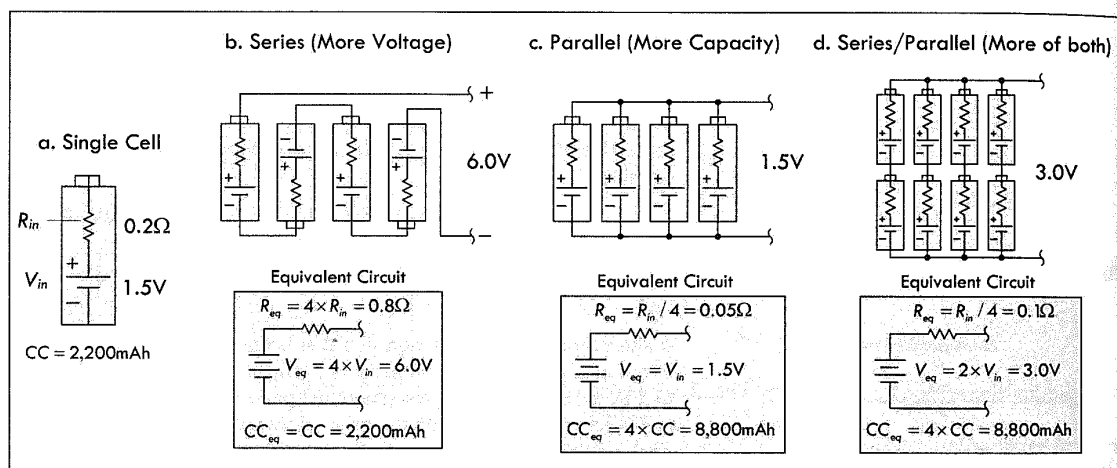 a. Single Cell
R_in
0.2Ω
+
V_in
1.5V
−
CC = 2,200mAh
b. Series (More Voltage)
+
− + − +
+ − + −
6.0V
−
Equivalent Circuit
R_eq = 4 × R_in = 0.8Ω
V_eq = 4 × V_in = 6.0V
CC_eq = CC = 2,200mAh
c. Parallel (More Capacity)
+ + + +
− − − −
1.5V
Equivalent Circuit
R_eq = R_in / 4 = 0.05Ω
V_eq = V_in = 1.5V
CC_eq = 4 × CC = 8,800mAh
d. Series/Parallel (More of both)
+ + + +
− − − −
3.0V
+ + + +
− − − −
Equivalent Circuit
R_eq = R_in / 4 = 0.1Ω
V_eq = 2 × V_in = 3.0V
CC_eq = 4 × CC = 8,800mAh